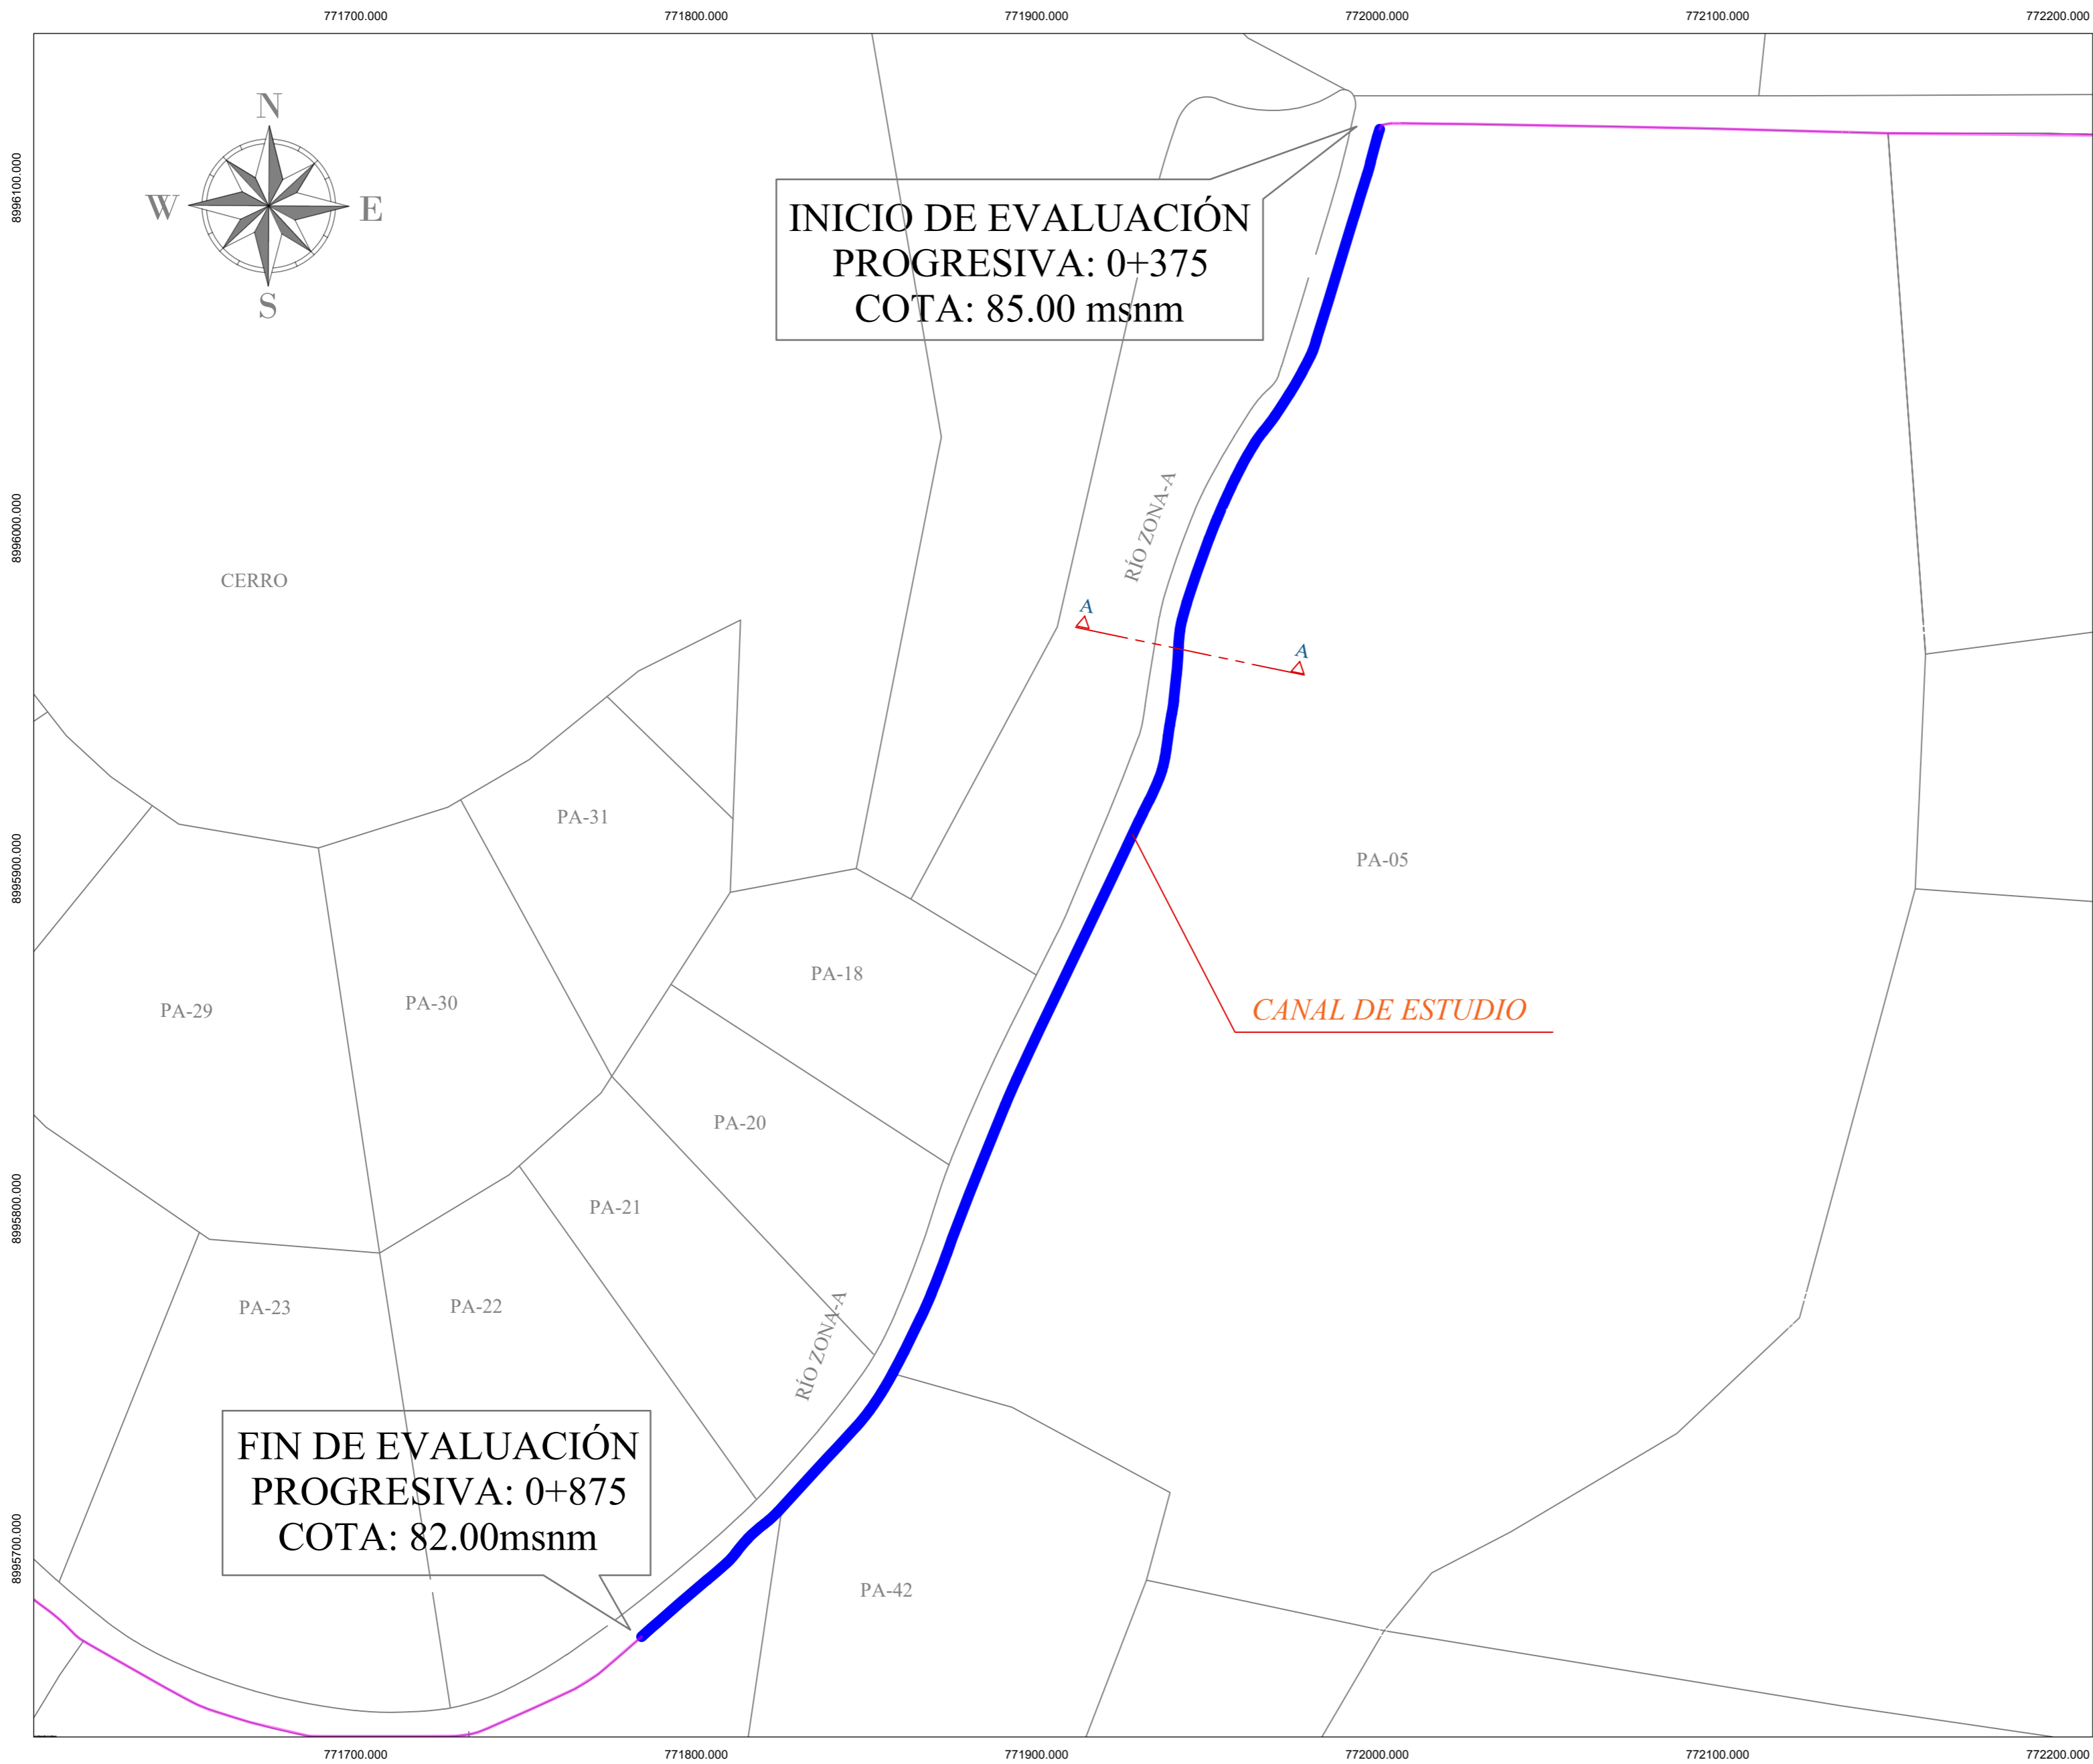 771700.000
771800.000
771900.000
772000.000
772100.000
772200.000
N
W
E
S
8996100.000
INICIO DE EVALUACIÓN
PROGRESIVA: 0+375
COTA: 85.00 msnm
RÍO ZONA-A
8996000.000
CERRO
A
A
PA-31
8995900.000
PA-05
PA-18
PA-30
PA-29
CANAL DE ESTUDIO
PA-20
8995800.000
PA-21
RÍO ZONA-A
PA-23
PA-22
FIN DE EVALUACIÓN
PROGRESIVA: 0+875
COTA: 82.00msnm
8995700.000
PA-42
771700.000
771800.000
771900.000
772000.000
772100.000
772200.000